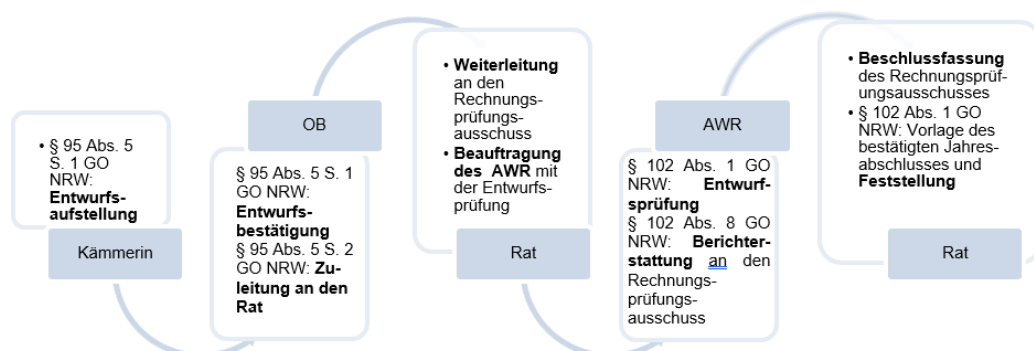 • § 95 Abs. 5
S. 1 GO
NRW:
Entwurfs-
aufstellung
Kämmerin
OB
§ 95 Abs. 5 S. 1
GO NRW:
Entwurfs-
bestätigung
§ 95 Abs. 5 S. 2
GO NRW: Zu-
leitung an den
Rat
• Weiterleitung
an den
Rechnungs-
prüfungs-
ausschuss
• Beauftragung
des AWR mit
der Entwurfs-
prüfung
Rat
AWR
§ 102 Abs. 1 GO
NRW: Entwurf-
sprüfung
§ 102 Abs. 8 GO
NRW: Berichter-
stattung an den
Rechnungs-
prüfungs-
ausschuss
• Beschlussfassung
des Rechnungsprüf-
ungsausschusses
• § 102 Abs. 1 GO
NRW: Vorlage des
bestätigten Jahres-
abschlusses und
Feststellung
Rat